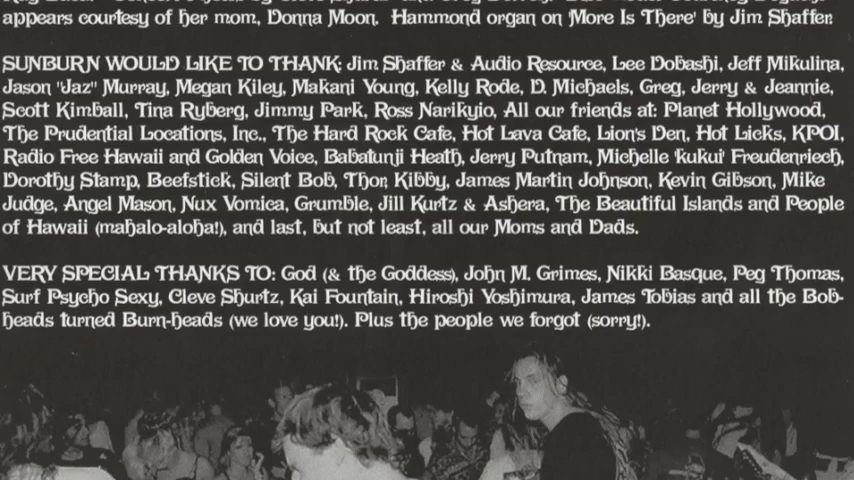 appears courtesy of her mom, Donna Moon. Hammond organ on 'More Is There' by Jim Shaffer.
SUNBURN WOULD LIKE TO THANK: Jim Shaffer & Audio Resource, Lee Dobashi, Jeff Mikulina,
Jason "Jaz" Murray, Megan Kiley, Makani Young, Kelly Rode, D. Michaels, Greg, Jerry & Jeannie,
Scott Kimball, Tina Ryberg, Jimmy Park, Ross Narikyio, All our friends at: Planet Hollywood,
The Prudential Locations, Inc., The Hard Rock Cafe, Hot Lava Cafe, Lion's Den, Hot Licks, KPOI,
Radio Free Hawaii and Golden Voice, Babatunji Heath, Jerry Putnam, Michelle 'kukui' Freudenriech,
Dorothy Stamp, Beefstick, Silent Bob, Thor, Kibby, James Martin Johnson, Kevin Gibson, Mike
Judge, Angel Mason, Nux Vomica, Grumble, Jill Kurtz & Ashera, The Beautiful Islands and People
of Hawaii (mahalo-aloha!), and last, but not least, all our Moms and Dads.
VERY SPECIAL THANKS TO: God (& the Goddess), John M. Grimes, Nikki Basque, Peg Thomas,
Surf Psycho Sexy, Cleve Shurtz, Kai Fountain, Hiroshi Yoshimura, James Tobias and all the Bob-
heads turned Burn-heads (we love you!). Plus the people we forgot (sorry!).